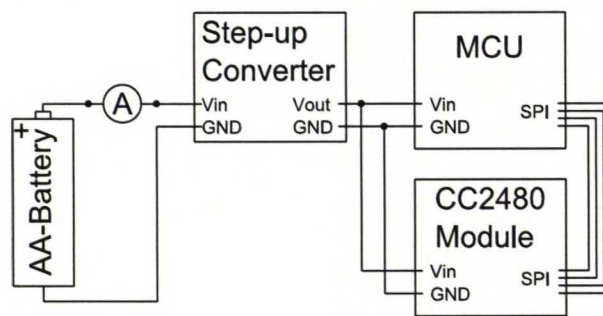 Step-up
Converter
Vin
Vout
GND
GND
MCU
Vin
SPI
GND
A
+
AA-Battery
CC2480
Module
Vin
SPI
GND